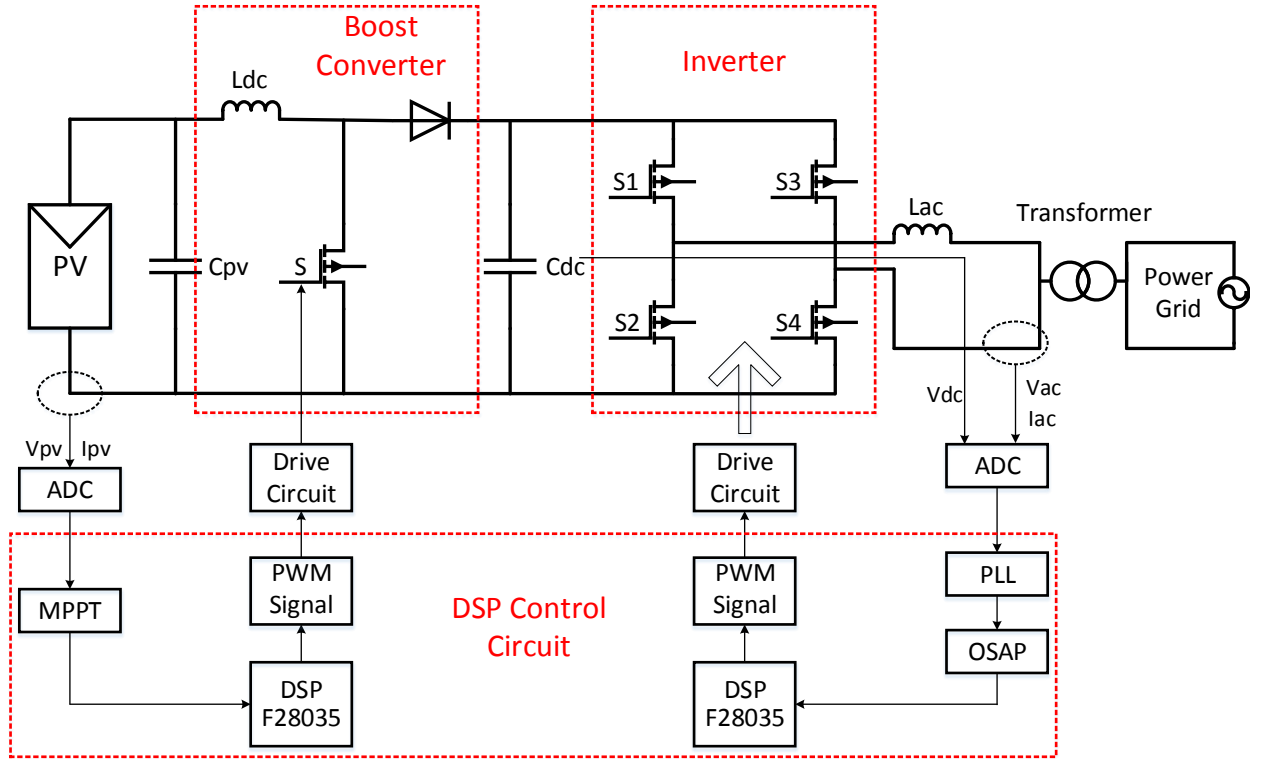 Boost
Converter
Inverter
Ldc
S1
S3
Lac
Transformer
PV
Cpv
S
Cdc
Power
Grid
S2
S4
Vdc
Vac
Iac
Vpv
Ipv
ADC
Drive
Circuit
Drive
Circuit
ADC
MPPT
PWM
Signal
DSP Control
Circuit
PWM
Signal
PLL
OSAP
DSP
F28035
DSP
F28035